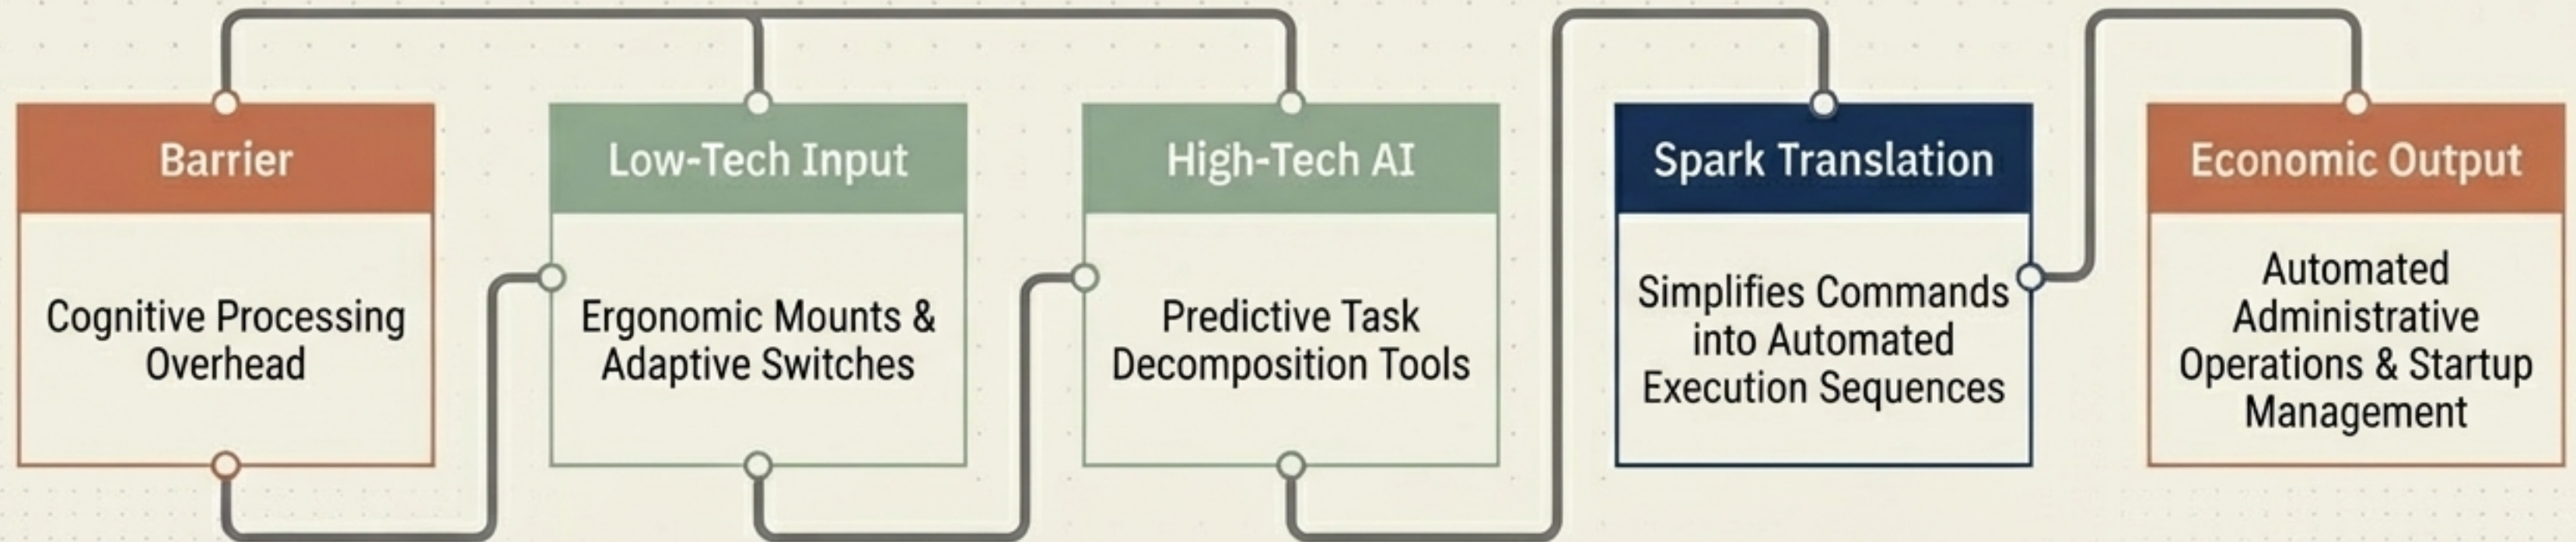 Barrier
Cognitive Processing
Overhead
Low-Tech Input
Ergonomic Mounts &
Adaptive Switches
High-Tech AI
Predictive Task
Decomposition Tools
Spark Translation
Simplifies Commands
into Automated
Execution Sequences
Economic Output
Automated
Administrative
Operations & Startup
Management